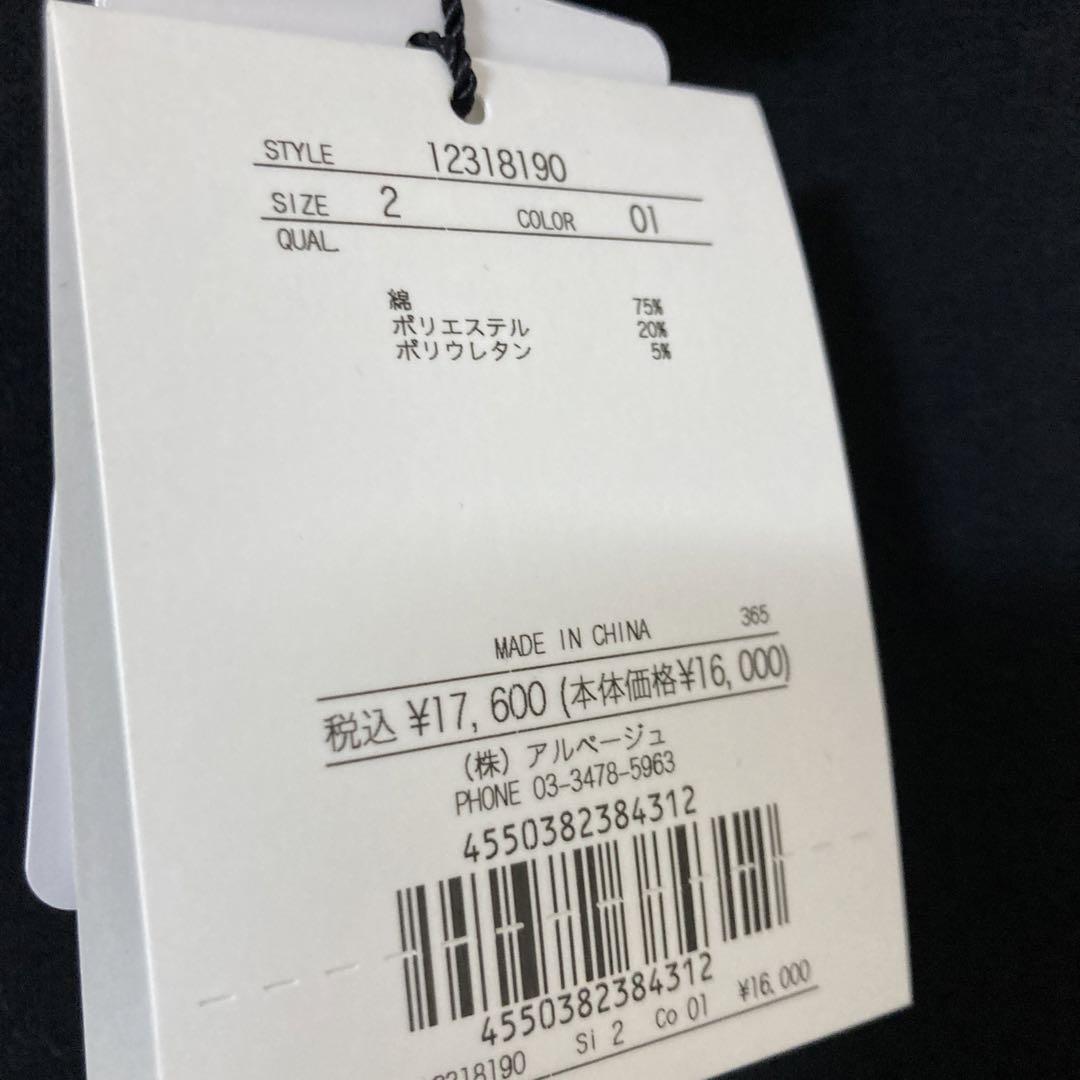 STYLE 12318190
SIZE 2 COLOR 01
QUAL.
綿 75%
ポリエステル 20%
ポリウレタン 5%
MADE IN CHINA 365
税込 ¥17,600 (本体価格¥16,000)
(株) アルページュ
PHONE 03-3478-5963
4550382384312
4550382384312
12318190 Si 2 Co 01 ¥16,000